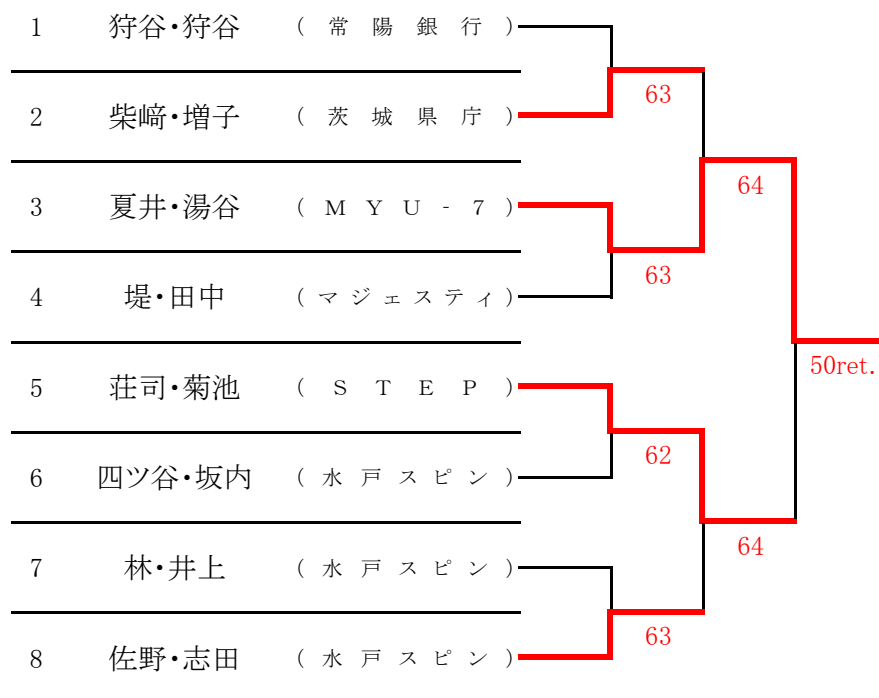 1 狩谷・狩谷 (常陽銀行)
63
2 柴﨑・増子 (茨城県庁)
64
3 夏井・湯谷 (MYU-7)
63
4 堤・田中 (マジェスティ)
50ret.
5 荘司・菊池 (STEP)
62
6 四ツ谷・坂内 (水戸スピン)
64
7 林・井上 (水戸スピン)
63
8 佐野・志田 (水戸スピン)